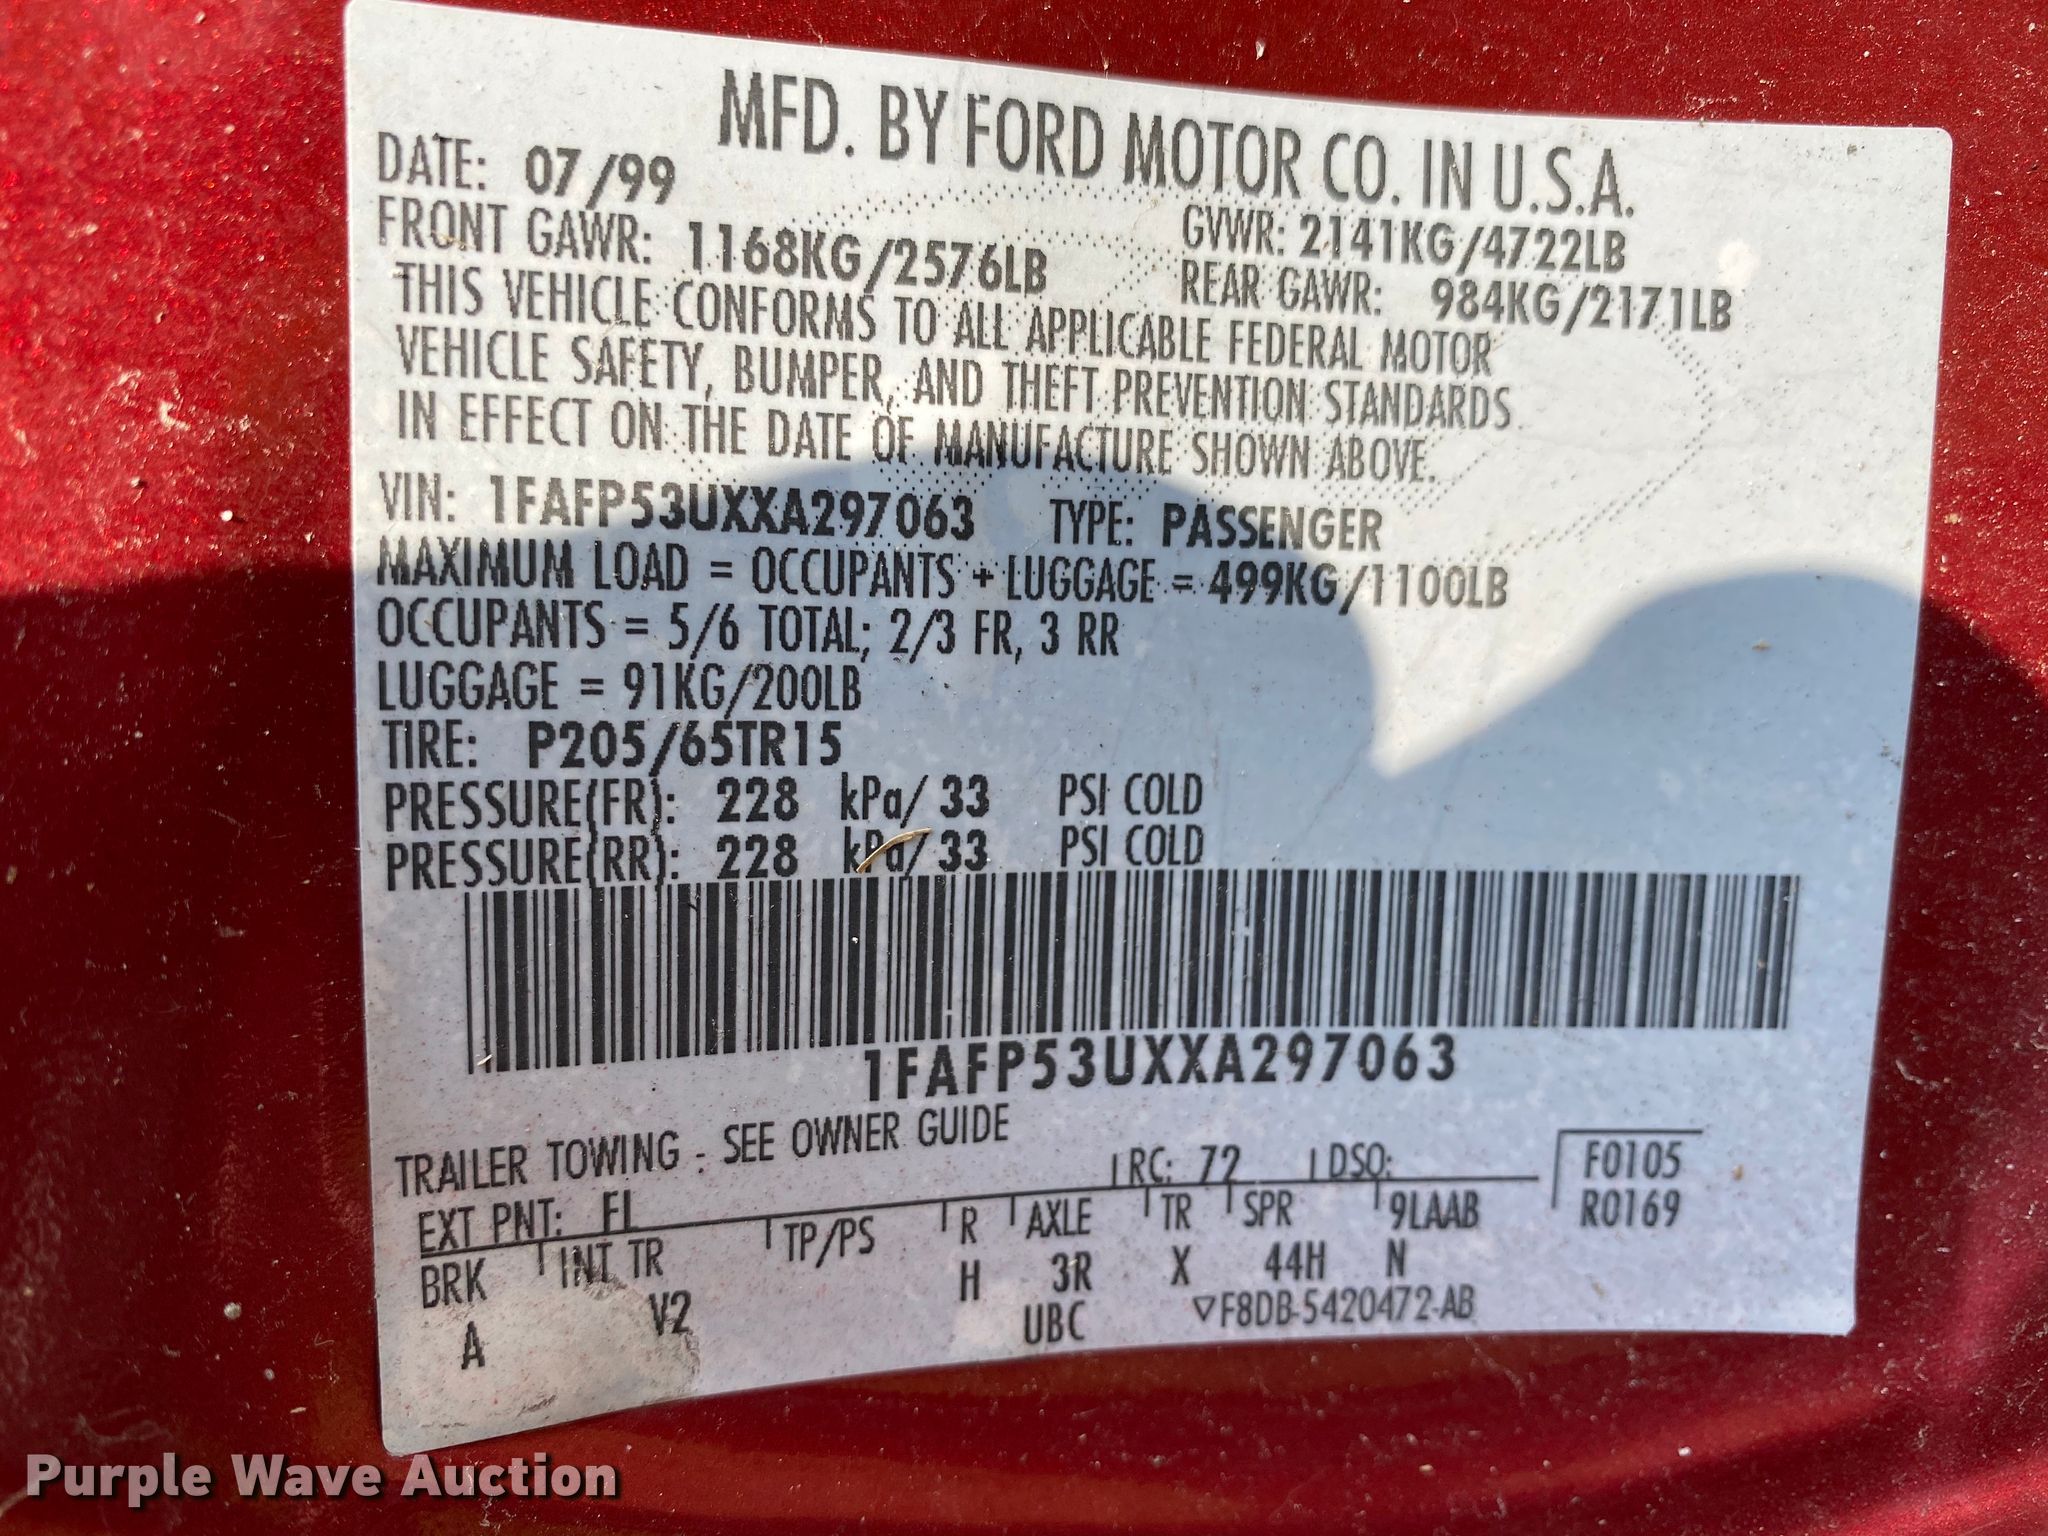 MFD. BY FORD MOTOR CO. IN U.S.A.
DATE: 07/99
GVWR: 2141KG/4722LB
FRONT GAWR: 1168KG/2576LB
REAR GAWR: 984KG/2171LB
THIS VEHICLE CONFORMS TO ALL APPLICABLE FEDERAL MOTOR
VEHICLE SAFETY, BUMPER, AND THEFT PREVENTION STANDARDS
IN EFFECT ON THE DATE OF MANUFACTURE SHOWN ABOVE.
VIN: 1FAFP53UXXA297063 TYPE: PASSENGER
MAXIMUM LOAD = OCCUPANTS + LUGGAGE = 499KG/1100LB
OCCUPANTS = 5/6 TOTAL; 2/3 FR, 3 RR
LUGGAGE = 91KG/200LB
TIRE: P205/65TR15
PRESSURE(FR): 228 kPa/ 33 PSI COLD
PRESSURE(RR): 228 kPa/ 33 PSI COLD
1FAFP53UXXA297063
TRAILER TOWING - SEE OWNER GUIDE
EXT PNT: FL RC: 72 DSO: F0105
R0169
BRK INT TR TP/PS R AXLE TR SPR 9LAAB
A V2 H 3R X 44H N
UBC ▽F8DB-5420472-AB
Purple Wave Auction